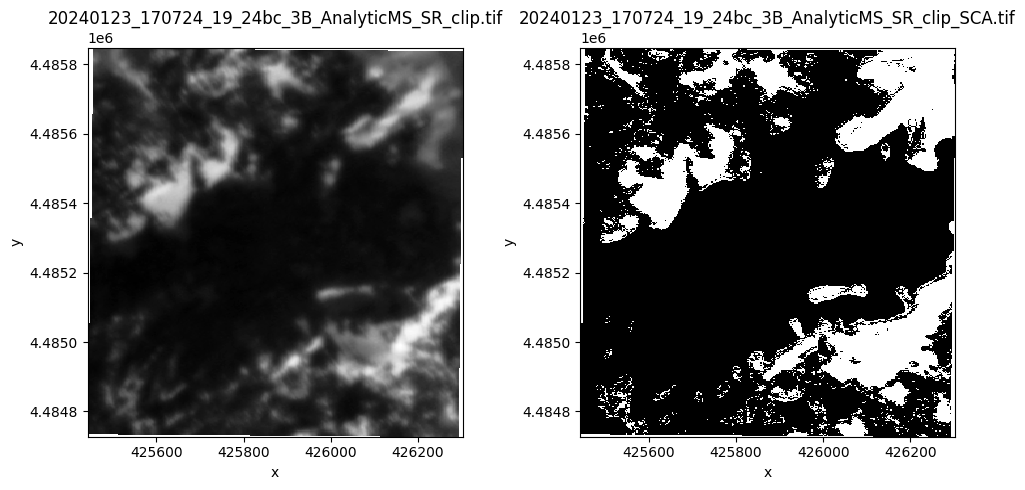 20240123_170724_19_24bc_3B_AnalyticMS_SR_clip.tif
1e6
4.4858
4.4856
4.4854
4.4852
4.4850
4.4848
y
425600 425800 426000 426200
x
20240123_170724_19_24bc_3B_AnalyticMS_SR_clip_SCA.tif
1e6
4.4858
4.4856
4.4854
4.4852
4.4850
4.4848
y
425600 425800 426000 426200
x